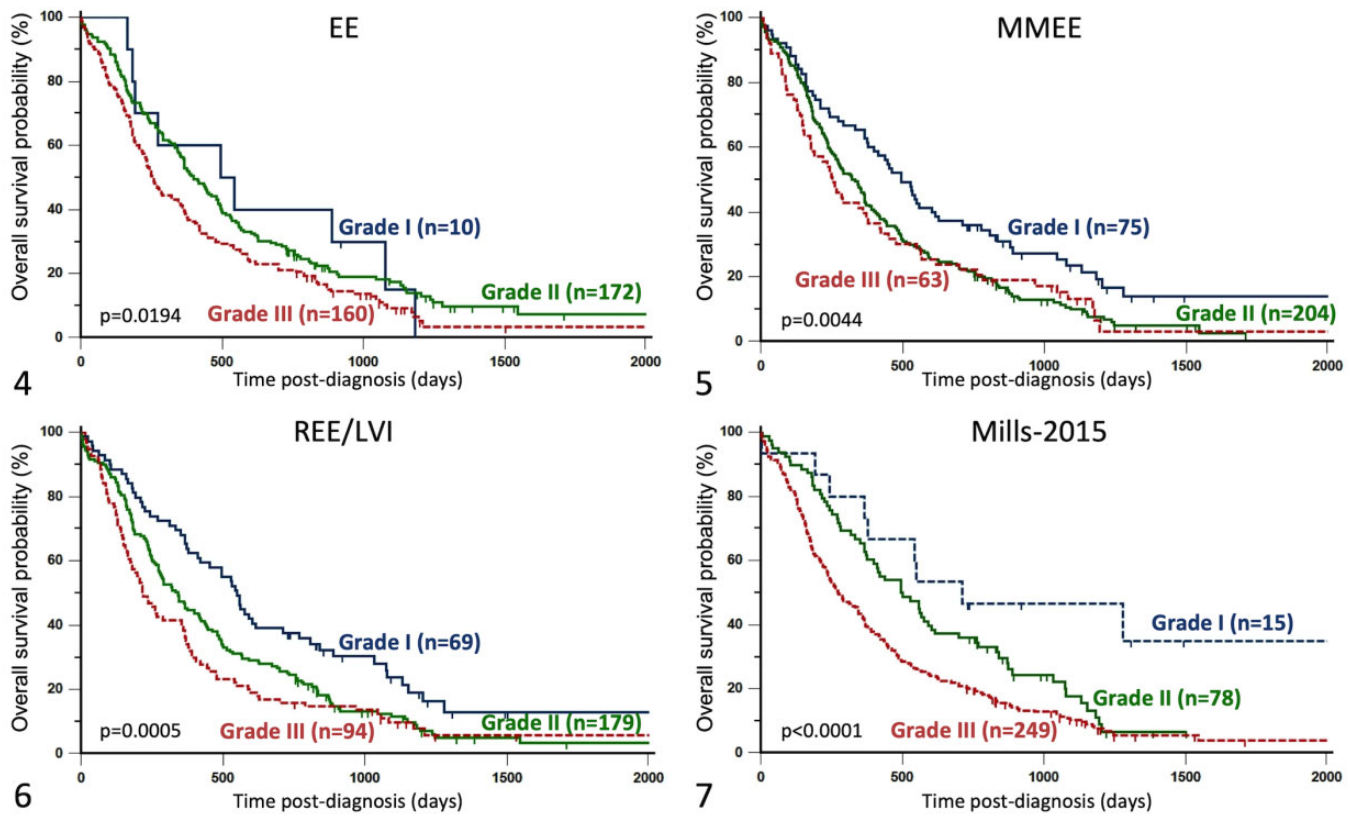 EE
Overall survival probability (%)
100
80
60
40
20
0
Grade I (n=10)
Grade II (n=172)
Grade III (n=160)
p=0.0194
0 500 1000 1500 2000
Time post-diagnosis (days)
4
MMEE
Overall survival probability (%)
100
80
60
40
20
0
Grade I (n=75)
Grade III (n=63)
Grade II (n=204)
p=0.0044
0 500 1000 1500 2000
Time post-diagnosis (days)
5
REE/LVI
Overall survival probability (%)
100
80
60
40
20
0
Grade I (n=69)
Grade III (n=94)
Grade II (n=179)
p=0.0005
0 500 1000 1500 2000
Time post-diagnosis (days)
6
Mills-2015
Overall survival probability (%)
100
80
60
40
20
0
Grade I (n=15)
Grade II (n=78)
Grade III (n=249)
p<0.0001
0 500 1000 1500 2000
Time post-diagnosis (days)
7